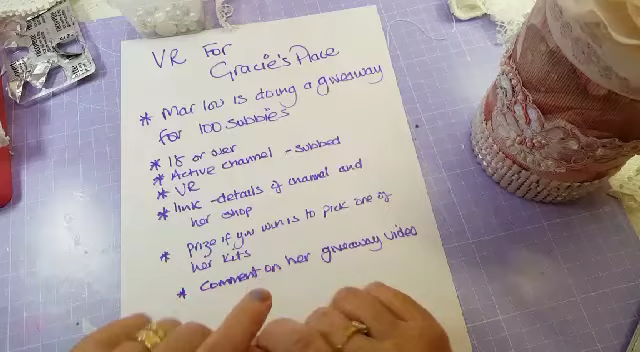 VR For
Gracie's Place
* Marlow is doing a giveaway
for 100 subbies
* 18 or over
* Active channel - subbed
* VR
* link - details of channel and
her shop
* prize if you win is to pick one of
her kits
* Comment on her giveaway video